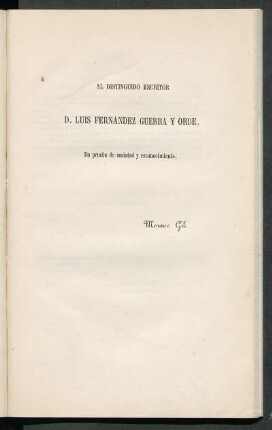 AL DISTINGUIDO ESCRITOR
D. LUIS FERNÁNDEZ GUERRA Y ORBE,
En prueba de amistad y reconocimiento,
Moreno Gil.